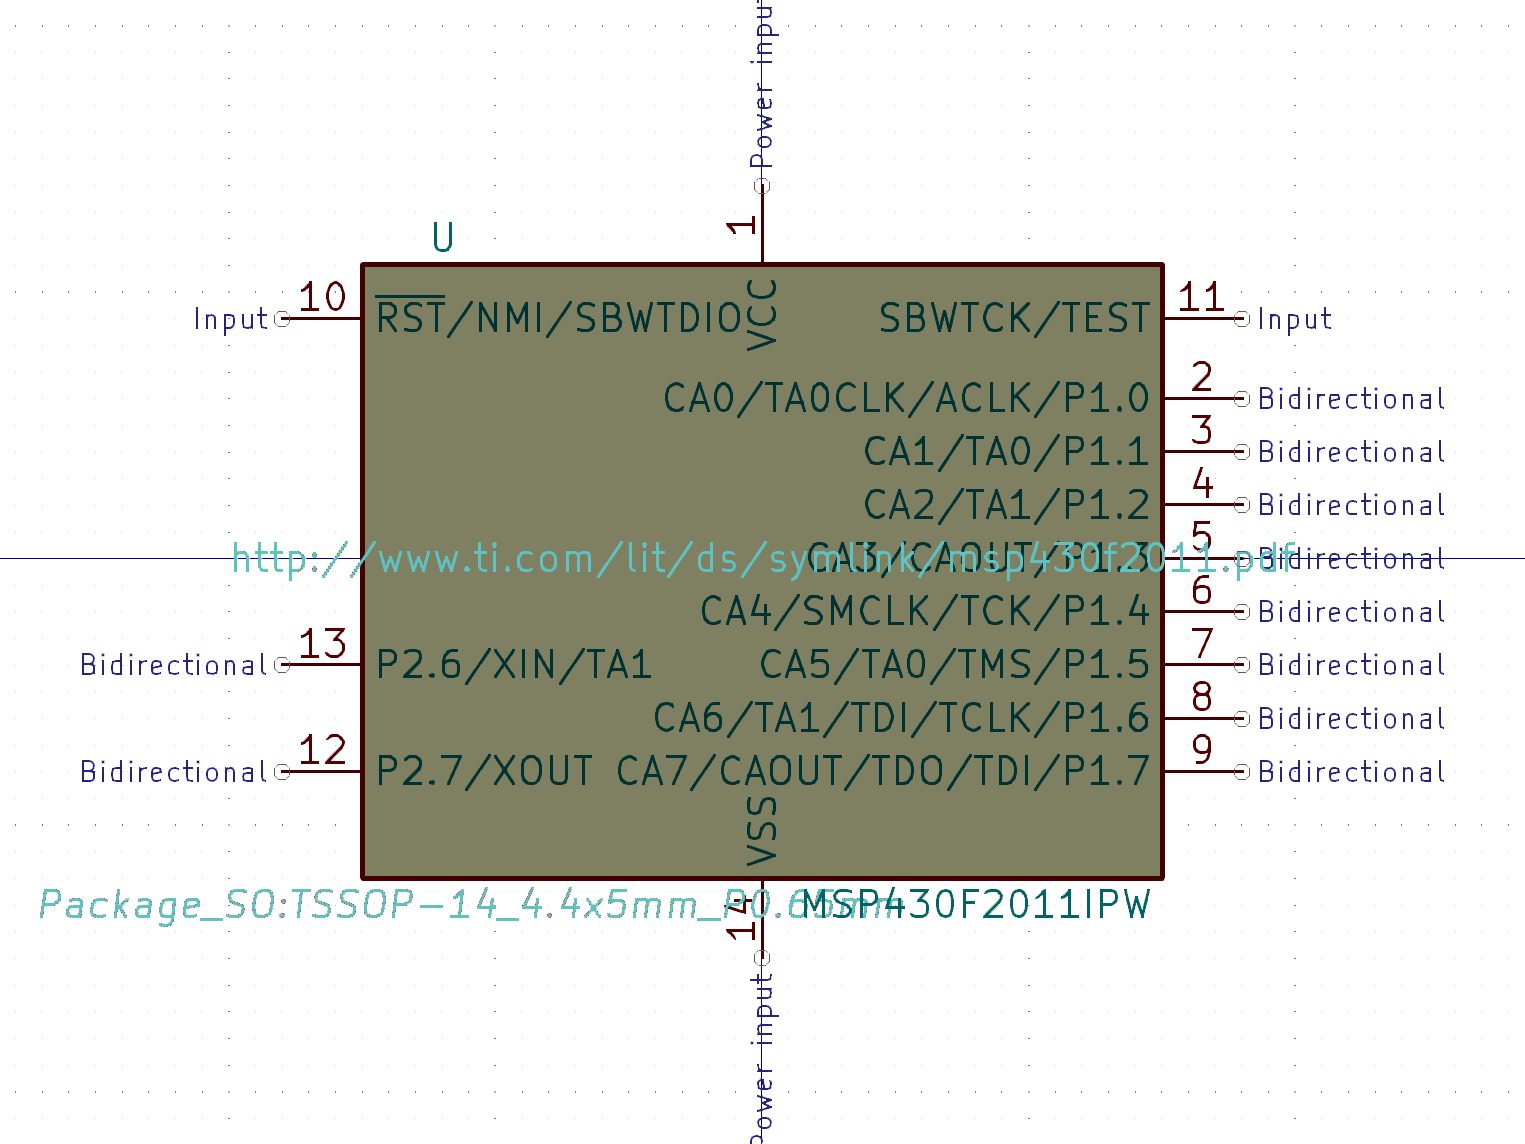 Power input
1
U
Input 10 RST/NMI/SBWTDIO VCC SBWTCK/TEST 11 Input
CA0/TA0CLK/ACLK/P1.0 2 Bidirectional
CA1/TA0/P1.1 3 Bidirectional
CA2/TA1/P1.2 4 Bidirectional
http://www.ti.com/lit/ds/symlink/msp430f2011.pdf
CA3/CAOUT/P1.3 5 Bidirectional
CA4/SMCLK/TCK/P1.4 6 Bidirectional
Bidirectional 13 P2.6/XIN/TA1 CA5/TA0/TMS/P1.5 7 Bidirectional
CA6/TA1/TDI/TCLK/P1.6 8 Bidirectional
Bidirectional 12 P2.7/XOUT CA7/CAOUT/TDO/TDI/P1.7 9 Bidirectional
VSS
Package_SO:TSSOP-14_4.4x5mm_P0.65mm
MSP430F2011IPW
14
Power input